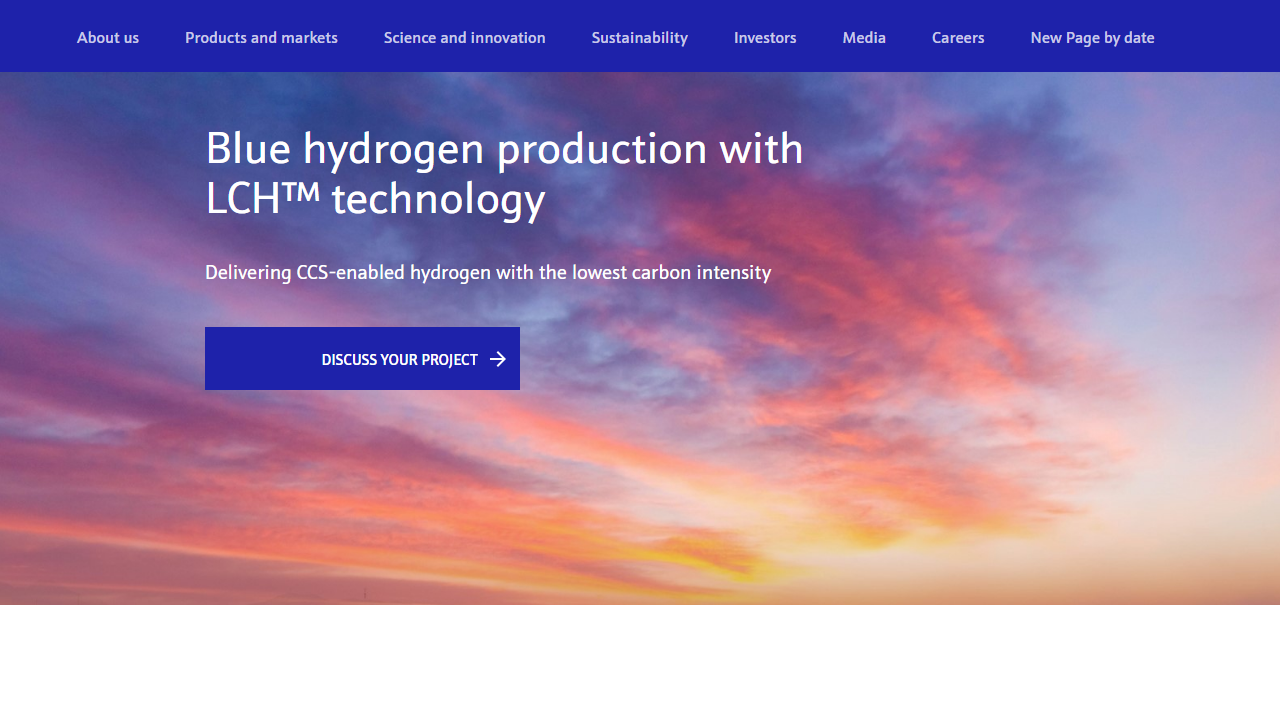 About us Products and markets Science and innovation Sustainability Investors Media Careers New Page by date
Blue hydrogen production with
LCH™ technology
Delivering CCS-enabled hydrogen with the lowest carbon intensity
DISCUSS YOUR PROJECT